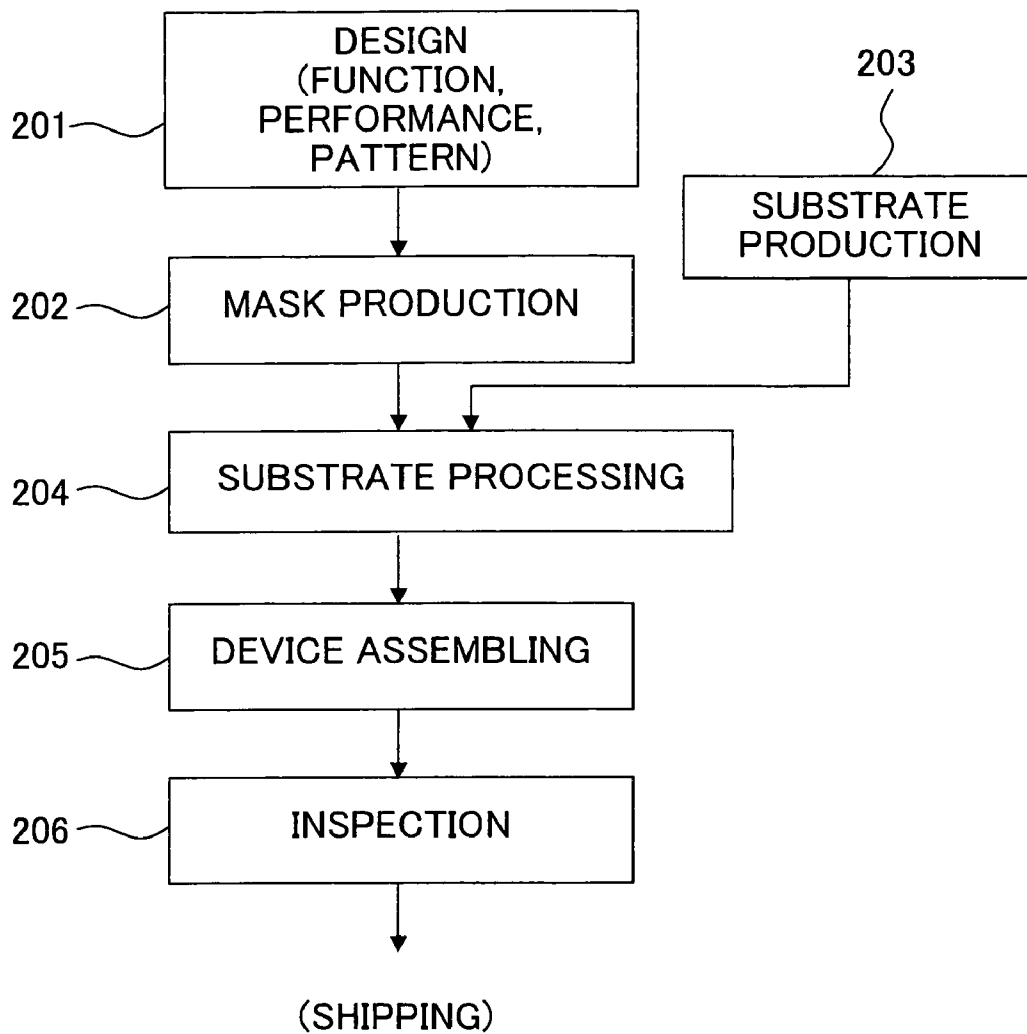 DESIGN
(FUNCTION,
PERFORMANCE,
PATTERN)
201
203
SUBSTRATE
PRODUCTION
202
MASK PRODUCTION
204
SUBSTRATE PROCESSING
205
DEVICE ASSEMBLING
206
INSPECTION
(SHIPPING)